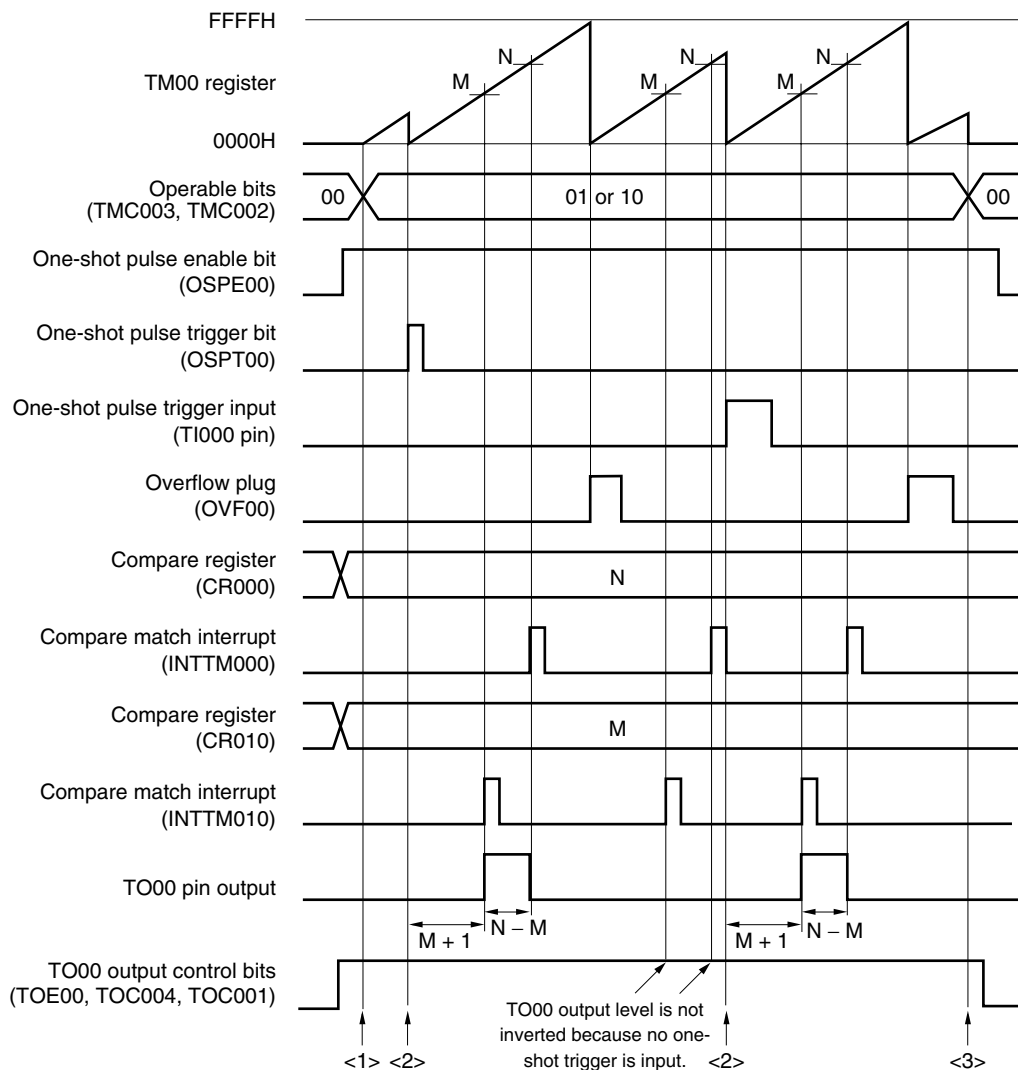 FFFFH
TM00 register
N
M
N
M
N
M
0000H
Operable bits
(TMC003, TMC002)
00
01 or 10
00
One-shot pulse enable bit
(OSPE00)
One-shot pulse trigger bit
(OSPT00)
One-shot pulse trigger input
(TI000 pin)
Overflow plug
(OVF00)
Compare register
(CR000)
N
Compare match interrupt
(INTTM000)
Compare register
(CR010)
M
Compare match interrupt
(INTTM010)
TO00 pin output
M + 1
N − M
M + 1
N − M
TO00 output control bits
(TOE00, TOC004, TOC001)
TO00 output level is not
inverted because no one-
shot trigger is input.
<1> <2> <2> <3>